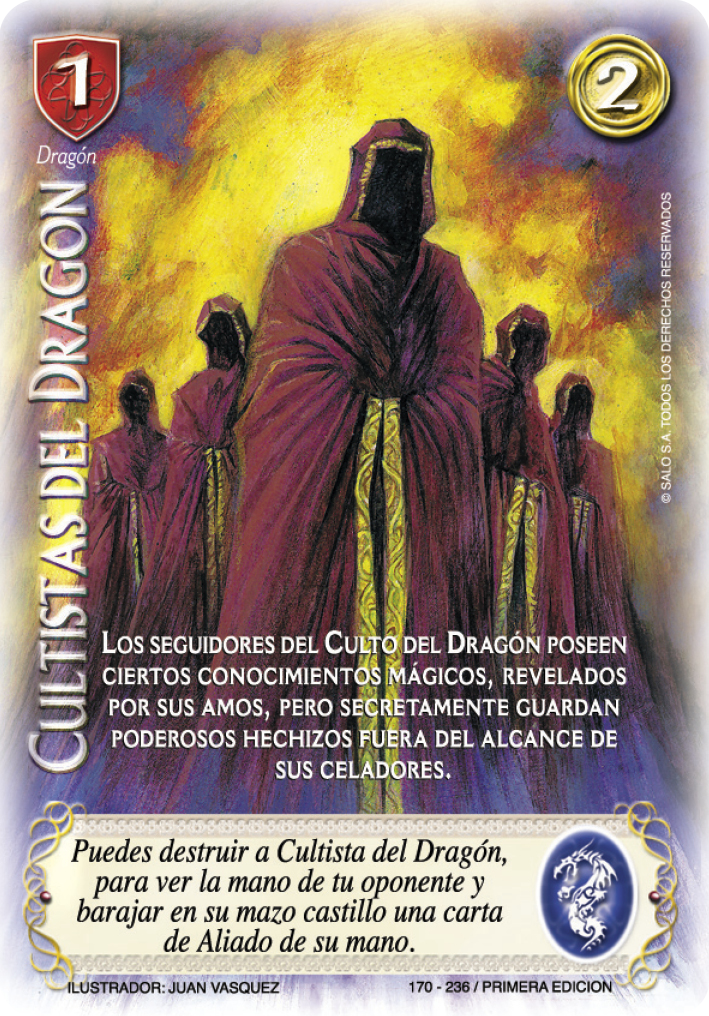 1
2
Dragón
CULTISTAS DEL DRAGON
© SALO S.A. TODOS LOS DERECHOS RESERVADOS
LOS SEGUIDORES DEL CULTO DEL DRAGÓN POSEEN
CIERTOS CONOCIMIENTOS MÁGICOS, REVELADOS
POR SUS AMOS, PERO SECRETAMENTE GUARDAN
PODEROSOS HECHIZOS FUERA DEL ALCANCE DE
SUS CELADORES.
Puedes destruir a Cultista del Dragón,
para ver la mano de tu oponente y
barajar en su mazo castillo una carta
de Aliado de su mano.
ILUSTRADOR: JUAN VASQUEZ
170 - 236 / PRIMERA EDICION